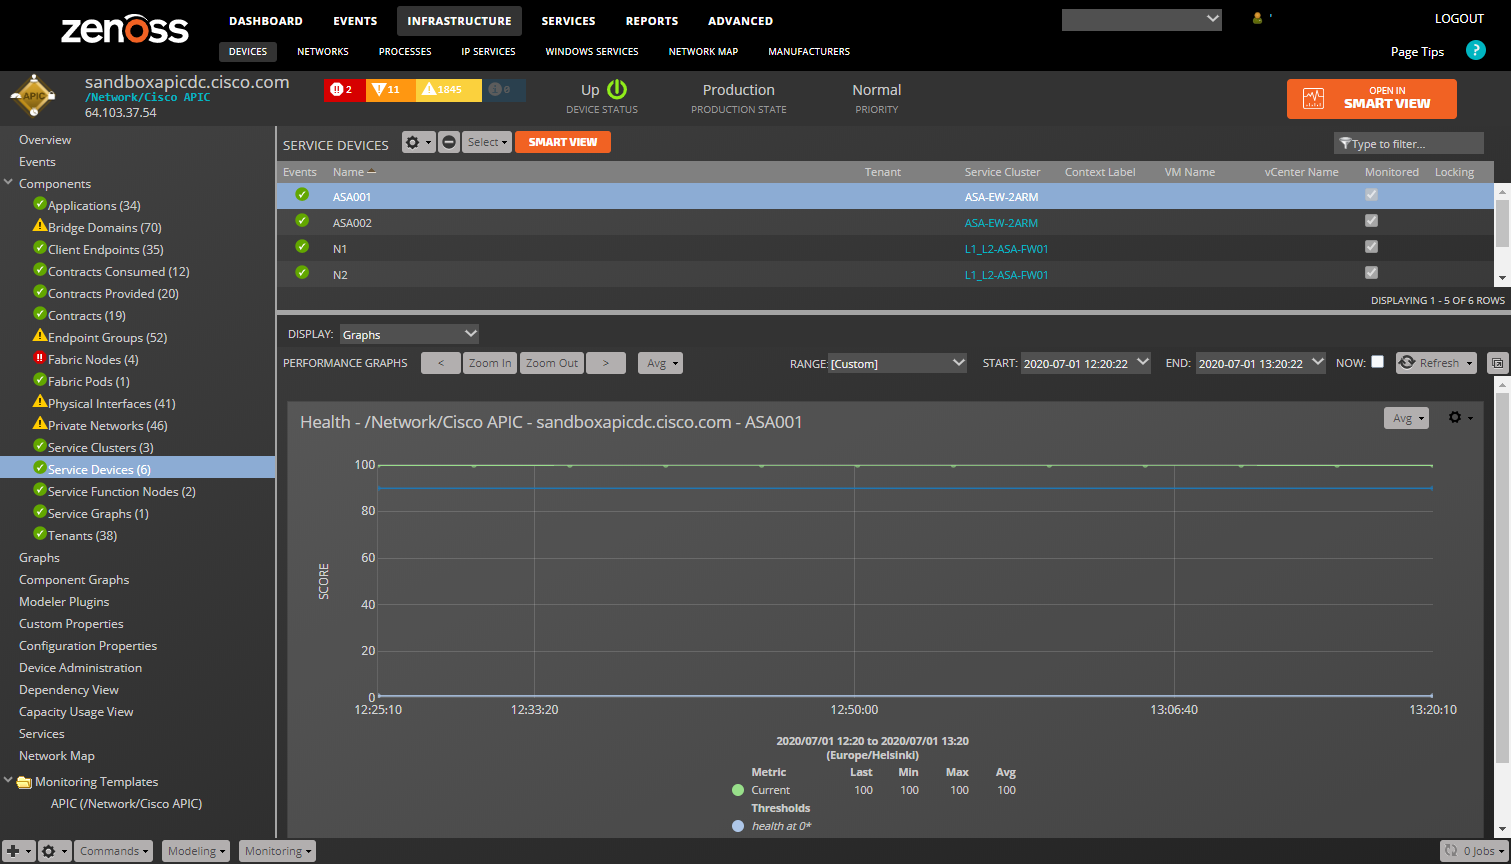 zenoss
DASHBOARD EVENTS INFRASTRUCTURE SERVICES REPORTS ADVANCED
LOGOUT
DEVICES NETWORKS PROCESSES IP SERVICES WINDOWS SERVICES NETWORK MAP MANUFACTURERS
Page Tips ?
APIC
sandboxapicdc.cisco.com
/Network/Cisco APIC
64.103.37.54
2 11 1845 0
Up
DEVICE STATUS
Production
PRODUCTION STATE
Normal
PRIORITY
OPEN IN
SMART VIEW
Overview
Events
Components
Applications (34)
Bridge Domains (70)
Client Endpoints (35)
Contracts Consumed (12)
Contracts Provided (20)
Contracts (19)
Endpoint Groups (52)
Fabric Nodes (4)
Fabric Pods (1)
Physical Interfaces (41)
Private Networks (46)
Service Clusters (3)
Service Devices (6)
Service Function Nodes (2)
Service Graphs (1)
Tenants (38)
Graphs
Component Graphs
Modeler Plugins
Custom Properties
Configuration Properties
Device Administration
Dependency View
Capacity Usage View
Services
Network Map
Monitoring Templates
APIC (/Network/Cisco APIC)
SERVICE DEVICES Select SMART VIEW Type to filter...
Events Name Tenant Service Cluster Context Label VM Name vCenter Name Monitored Locking
ASA001 ASA-EW-2ARM
ASA002 ASA-EW-2ARM
N1 L1_L2-ASA-FW01
N2 L1_L2-ASA-FW01
DISPLAYING 1 - 5 OF 6 ROWS
DISPLAY: Graphs
PERFORMANCE GRAPHS < Zoom In Zoom Out > Avg RANGE: [Custom] START: 2020-07-01 12:20:22 END: 2020-07-01 13:20:22 NOW: Refresh
Health - /Network/Cisco APIC - sandboxapicdc.cisco.com - ASA001
Avg
SCORE
100
80
60
40
20
0
12:25:10 12:33:20 12:50:00 13:06:40 13:20:10
2020/07/01 12:20 to 2020/07/01 13:20
(Europe/Helsinki)
Metric Last Min Max Avg
Current 100 100 100 100
Thresholds
health at 0*
Commands Modeling Monitoring 0 Jobs